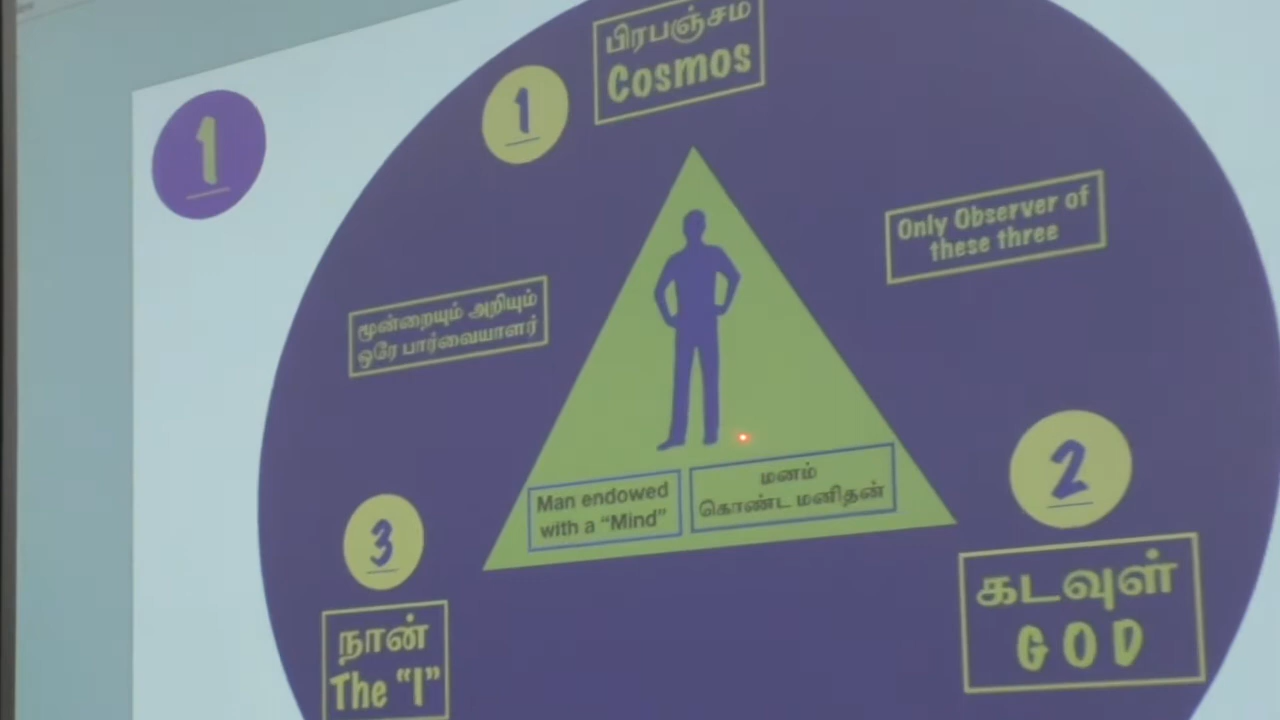 1
பிரபஞ்சம்
Cosmos
1
Only Observer of
these three
மூன்றையும் அறியும்
ஒரே பார்வையாளர்
Man endowed
with a “Mind”
மனம்
கொண்ட மனிதன்
2
கடவுள்
GOD
3
நான்
The “I”